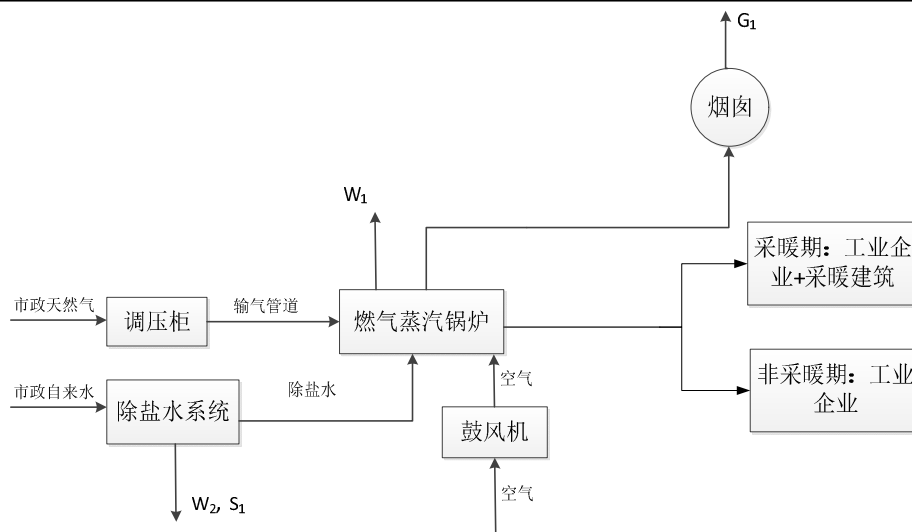 G₁
烟囱
W₁
采暖期：工业企
业+采暖建筑
市政天然气
调压柜
输气管道
燃气蒸汽锅炉
市政自来水
除盐水系统
除盐水
空气
非采暖期：工业
企业
鼓风机
空气
W₂, S₁